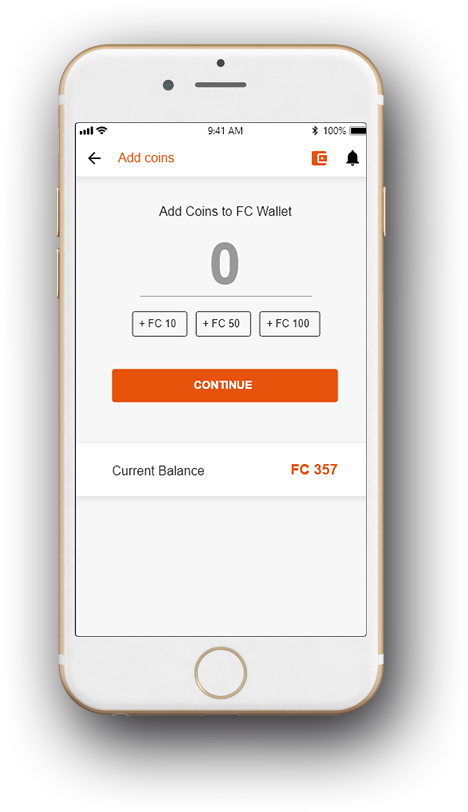 9:41 AM 100%
Add coins
Add Coins to FC Wallet
0
+ FC 10 + FC 50 + FC 100
CONTINUE
Current Balance FC 357